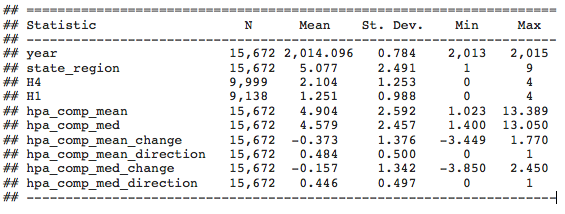 ## =========================================================
## Statistic N Mean St. Dev. Min Max
## ---------------------------------------------------------
## year 15,672 2,014.096 0.784 2,013 2,015
## state_region 15,672 5.077 2.491 1 9
## H4 9,999 2.104 1.253 0 4
## H1 9,138 1.251 0.988 0 4
## hpa_comp_mean 15,672 4.904 2.592 1.023 13.389
## hpa_comp_med 15,672 4.579 2.457 1.400 13.050
## hpa_comp_mean_change 15,672 -0.373 1.376 -3.449 1.770
## hpa_comp_mean_direction 15,672 0.484 0.500 0 1
## hpa_comp_med_change 15,672 -0.157 1.342 -3.850 2.450
## hpa_comp_med_direction 15,672 0.446 0.497 0 1
## ---------------------------------------------------------